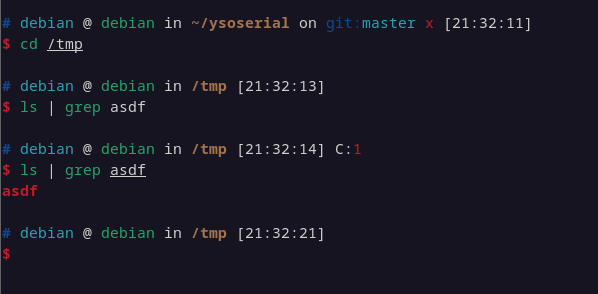 # debian @ debian in ~/ysoserial on git:master x [21:32:11]
$ cd /tmp
# debian @ debian in /tmp [21:32:13]
$ ls | grep asdf
# debian @ debian in /tmp [21:32:14] C:1
$ ls | grep asdf
asdf
# debian @ debian in /tmp [21:32:21]
$